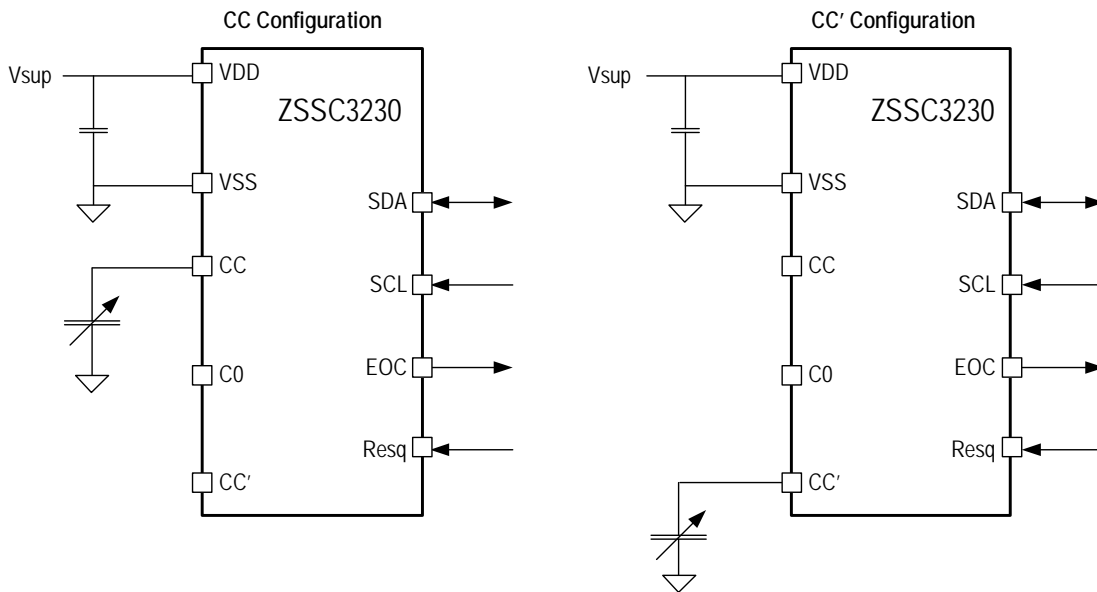 CC Configuration
Vsup
VDD
ZSSC3230
VSS
SDA
CC
SCL
C0
EOC
Resq
CC'
CC' Configuration
Vsup
VDD
ZSSC3230
VSS
SDA
CC
SCL
C0
EOC
Resq
CC'